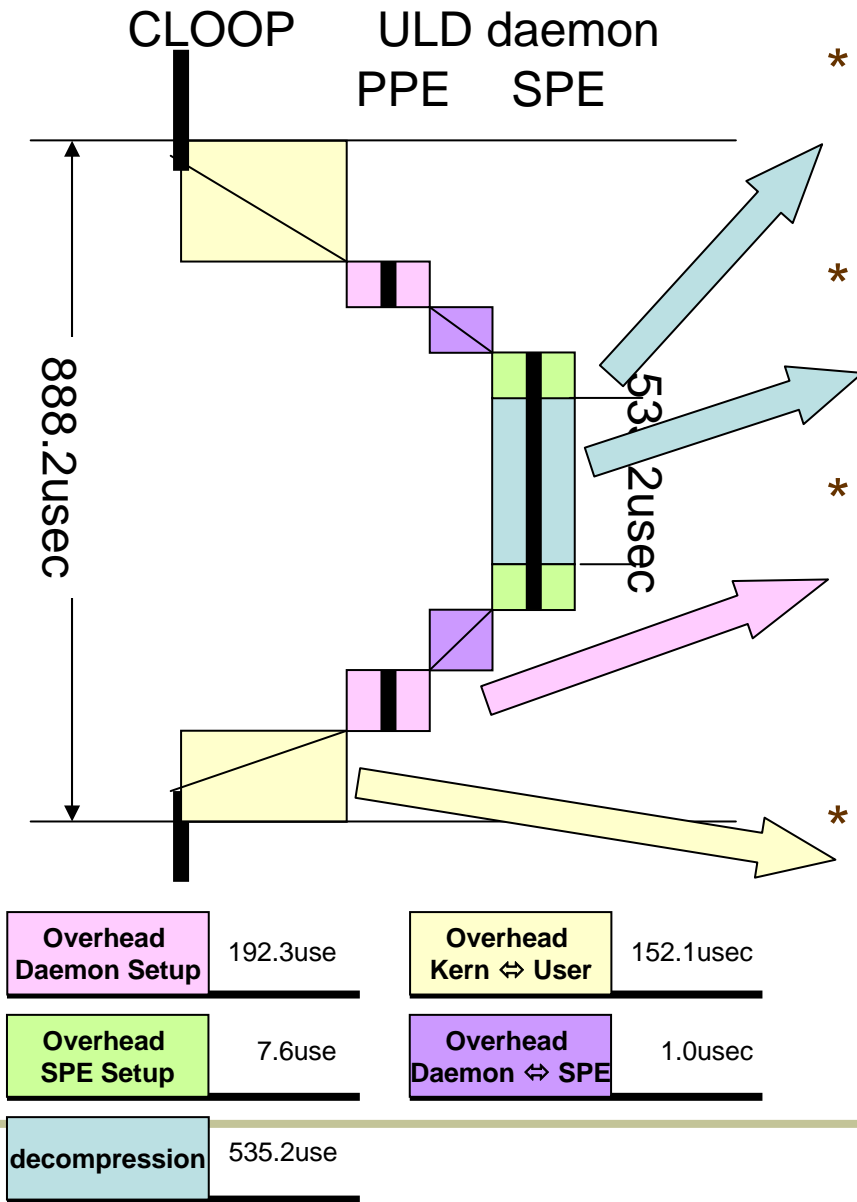 CLOOP ULD daemon
PPE SPE
*
*
*
*
888.2usec
Overhead
Daemon Setup
192.3use
Overhead
Kern ⇔ User
152.1usec
Overhead
SPE Setup
7.6use
Overhead
Daemon ⇔ SPE
1.0usec
decompression
535.2use